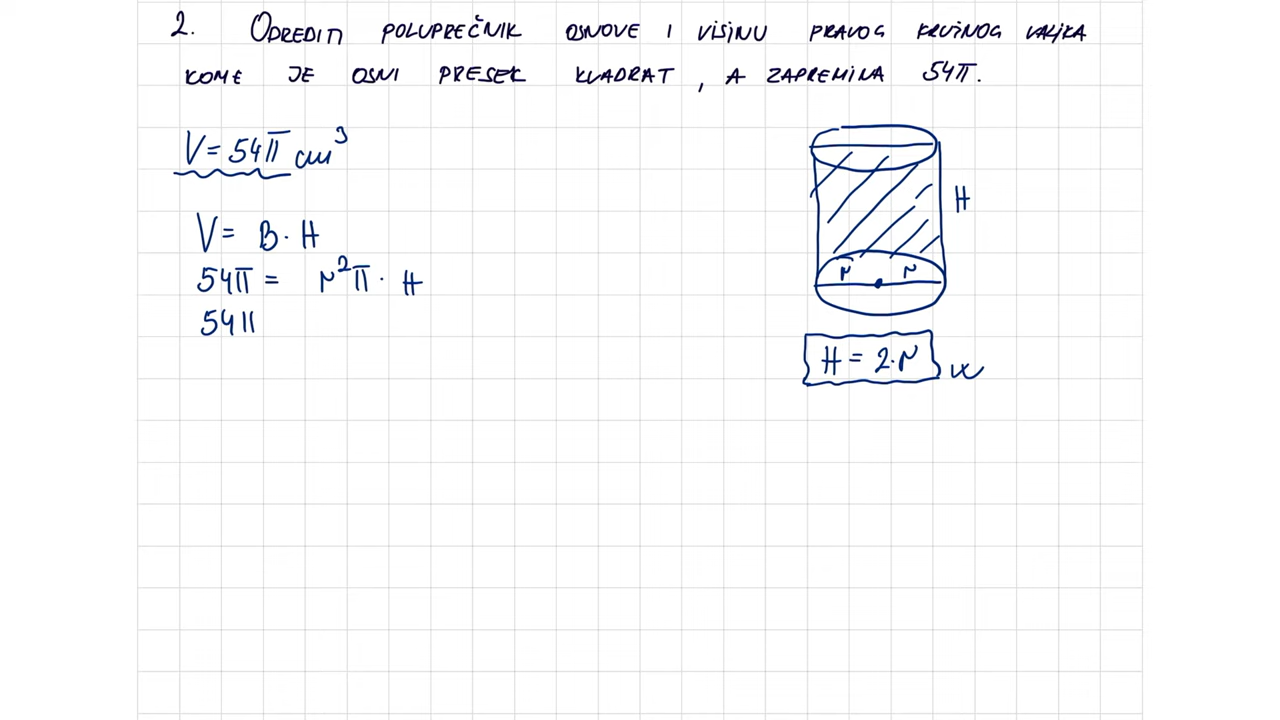 2. ODREDITI POLUPREČNIK OSNOVE I VISINU PRAVOG KRUŽNOG VALJKA
KOME JE OSNI PRESEK KVADRAT, A ZAPREMINA 54π.
V = 54π cm³
V = B · H
54π = r²π · H
54π
H
r r
H = 2·r